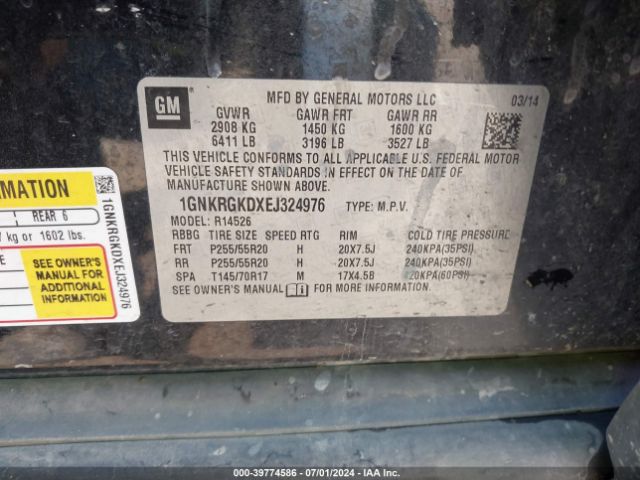 GM
MFD BY GENERAL MOTORS LLC 03/14
GVWR GAWR FRT GAWR RR
2908 KG 1450 KG 1600 KG
6411 LB 3196 LB 3527 LB
THIS VEHICLE CONFORMS TO ALL APPLICABLE U.S. FEDERAL MOTOR
VEHICLE SAFETY STANDARDS IN EFFECT ON THE DATE OF
MANUFACTURE SHOWN ABOVE.
1GNKRGKDXEJ324976 TYPE: M.P.V.
MODEL: R14526
RBBG TIRE SIZE SPEED RTG RIM COLD TIRE PRESSURE
FRT P255/55R20 H 20X7.5J 240KPA(35PSI)
RR P255/55R20 H 20X7.5J 240KPA(35PSI)
SPA T145/70R17 M 17X4.5B 420KPA(60PSI)
SEE OWNER'S MANUAL FOR MORE INFORMATION.
RMATION
REAR 6
kg or 1602 lbs.
SEE OWNER'S
MANUAL FOR
ADDITIONAL
INFORMATION
1GNKRGKDXEJ324976
000-39774586 - 07/01/2024 - IAA Inc.